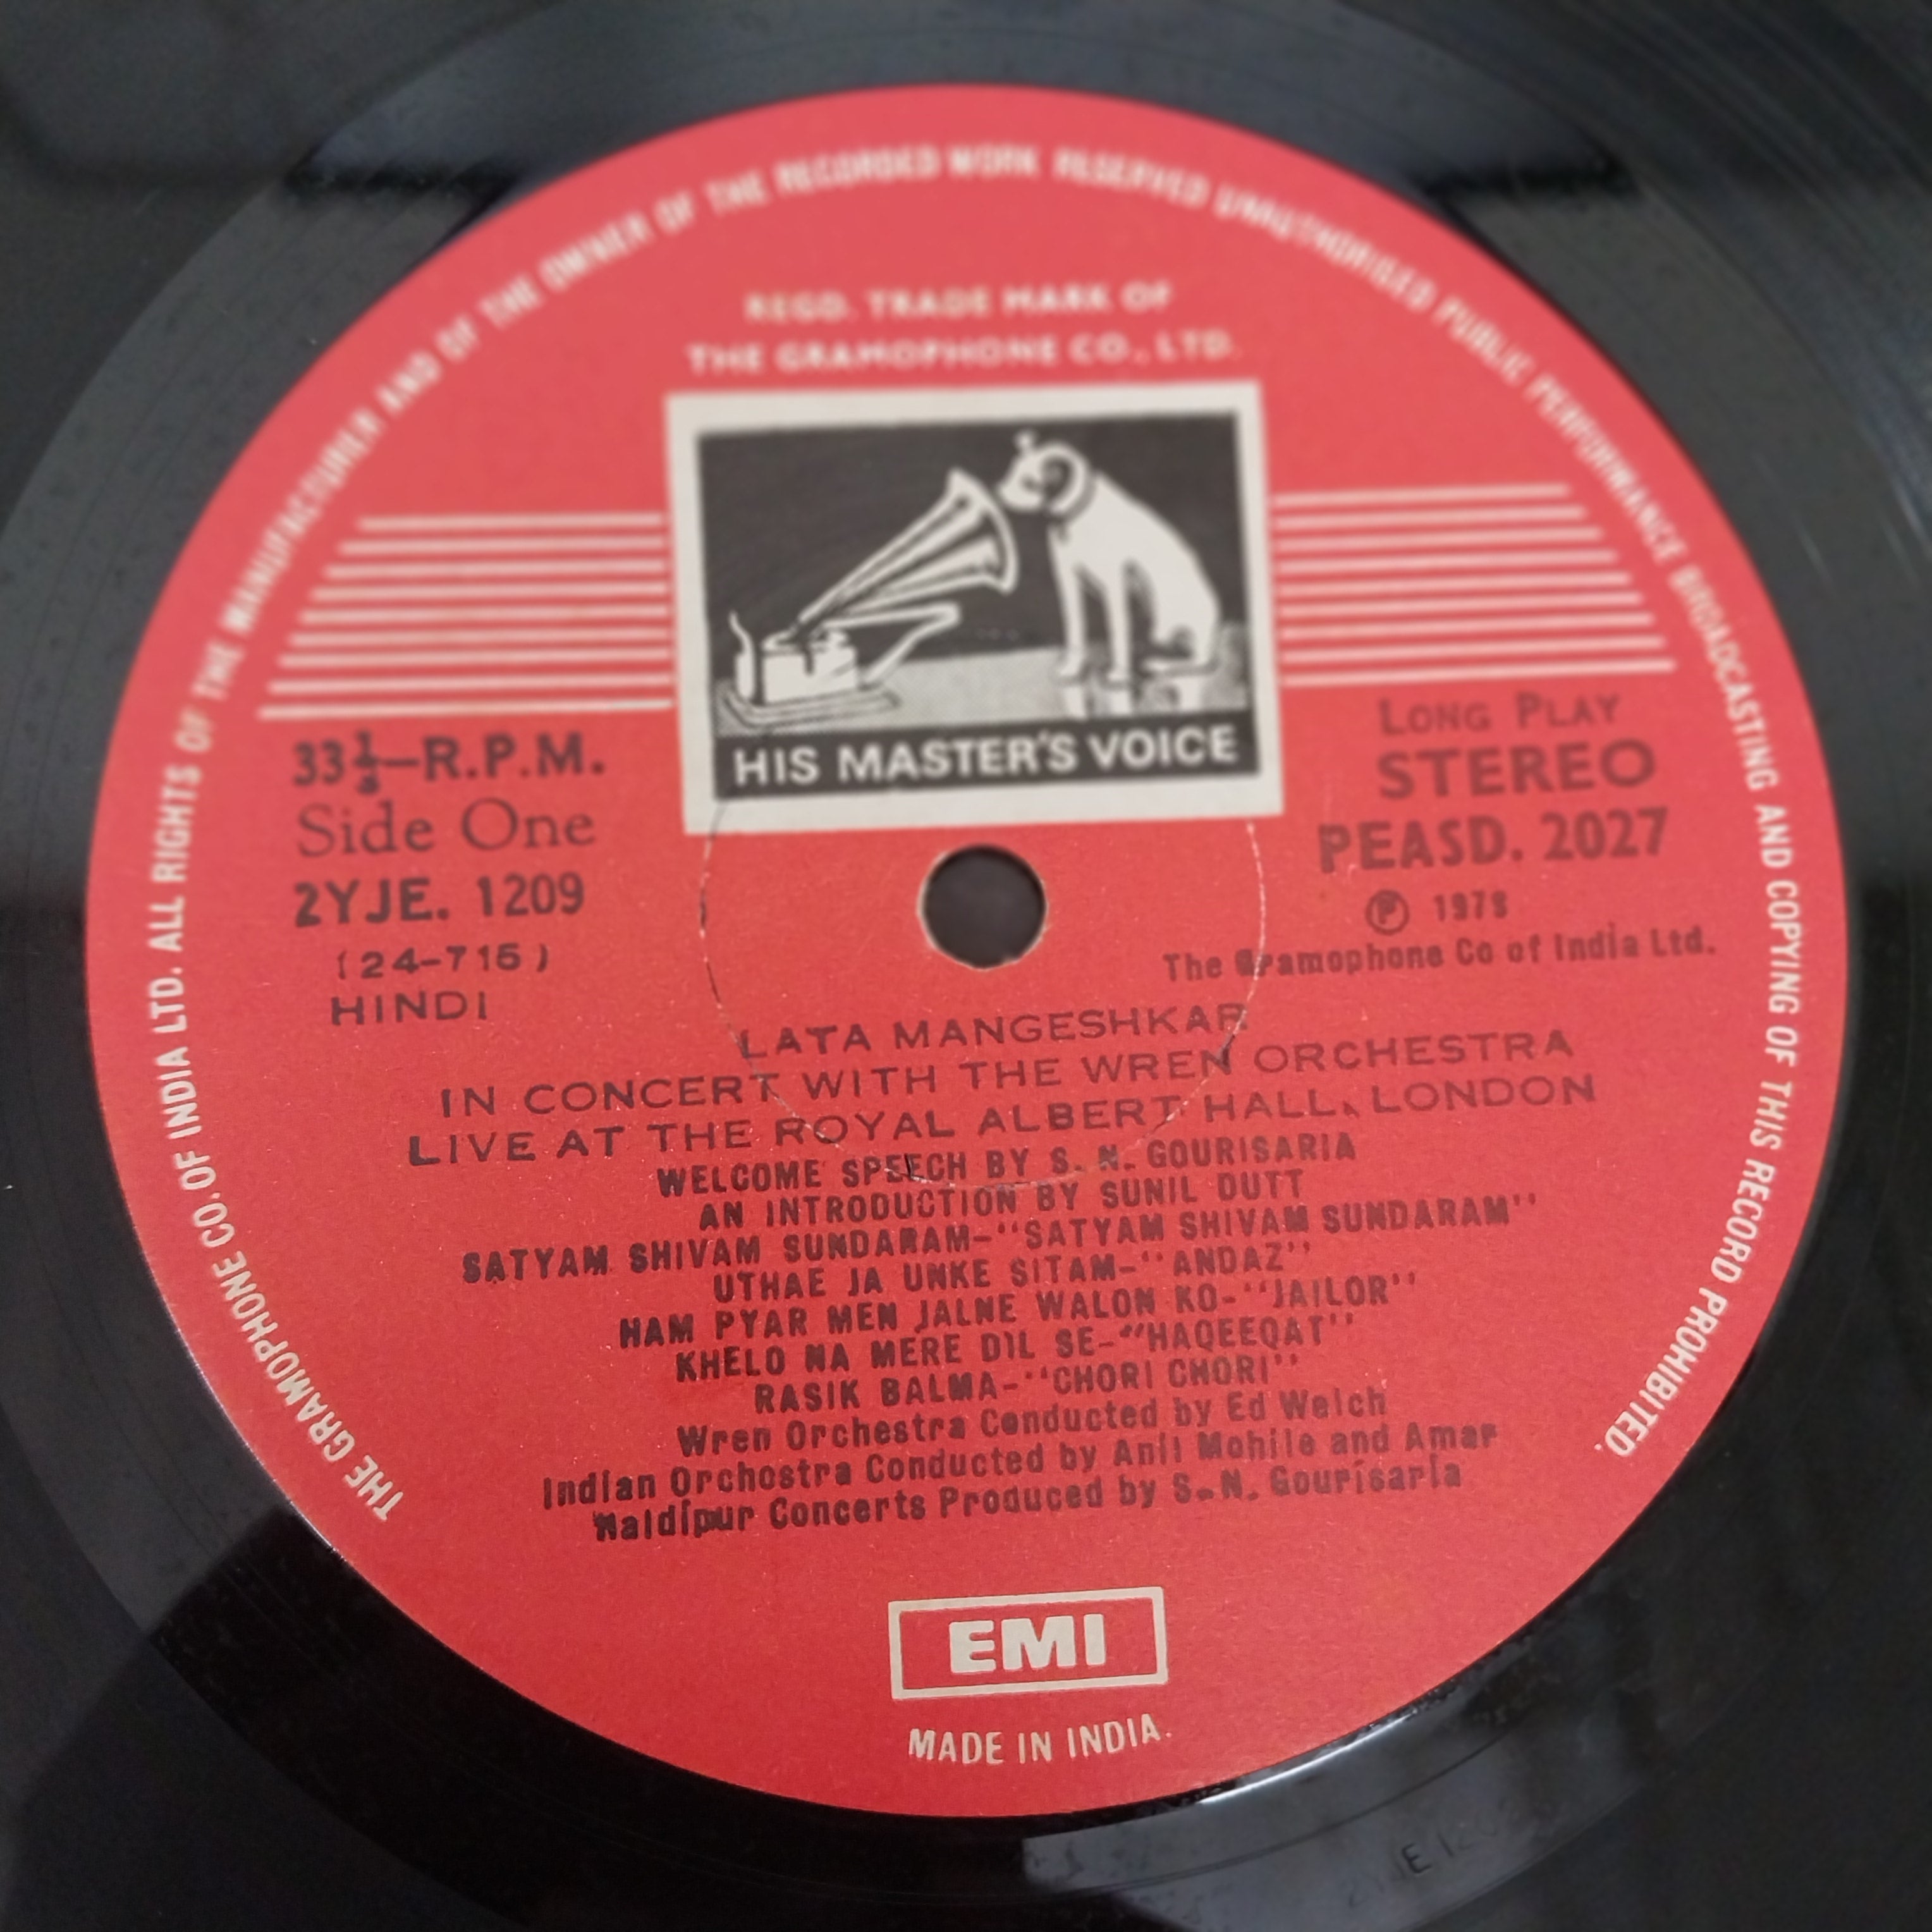 THE GRAMOPHONE CO. OF INDIA LTD. ALL RIGHTS OF THE MANUFACTURER AND OF THE OWNER OF THE RECORDED WORK RESERVED UNAUTHORISED PUBLIC PERFORMANCE BROADCASTING AND COPYING OF THIS RECORD PROHIBITED.
REGD. TRADE MARK OF
THE GRAMOPHONE CO., LTD.
HIS MASTER'S VOICE
33⅓–R.P.M.
Side One
2YJE. 1209
(24–715)
HINDI
LONG PLAY
STEREO
PEASD. 2027
Ⓟ 1978
The Gramophone Co of India Ltd.
LATA MANGESHKAR
IN CONCERT WITH THE WREN ORCHESTRA
LIVE AT THE ROYAL ALBERT HALL, LONDON
WELCOME SPEECH BY S. N. GOURISARIA
AN INTRODUCTION BY SUNIL DUTT
SATYAM SHIVAM SUNDARAM–"SATYAM SHIVAM SUNDARAM"
UTHAE JA UNKE SITAM–"ANDAZ"
HAM PYAR MEN JALNE WALON KO–"JAILOR"
KHELO NA MERE DIL SE–"HAQEEQAT"
RASIK BALMA–"CHORI CHORI"
Wren Orchestra Conducted by Ed Welch
Indian Orchostra Conducted by Anil Mohile and Amar
Haldipur Concerts Produced by S. N. Gourisaria
EMI
MADE IN INDIA.